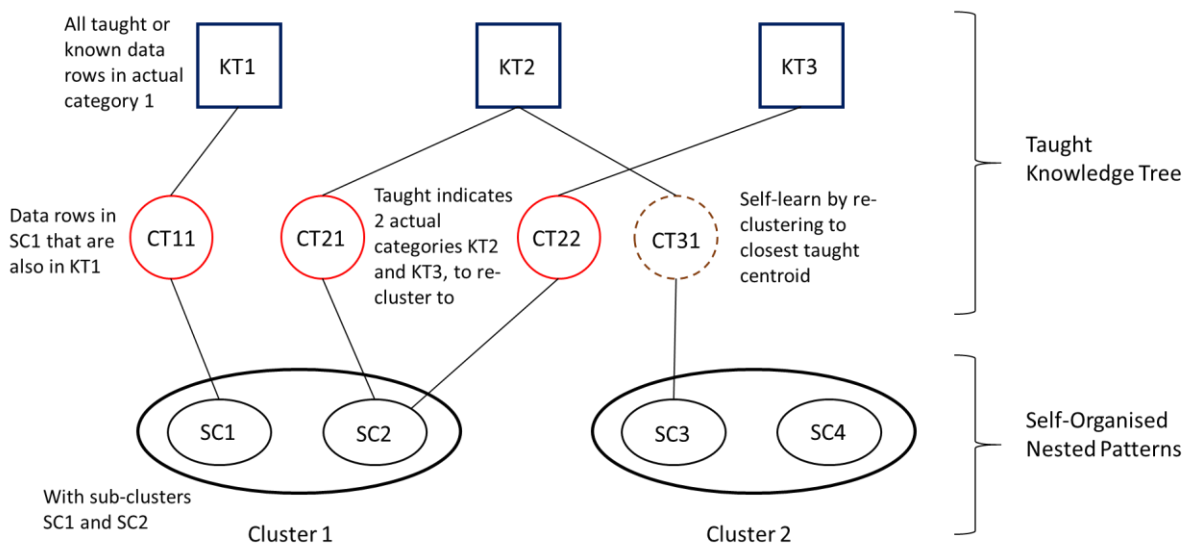 All taught or
known data
rows in actual
category 1
KT1
KT2
KT3
Taught
Knowledge Tree
Data rows in
SC1 that are
also in KT1
CT11
CT21
Taught indicates
2 actual
categories KT2
and KT3, to re-
cluster to
CT22
CT31
Self-learn by re-
clustering to
closest taught
centroid
SC1
SC2
SC3
SC4
Self-Organised
Nested Patterns
With sub-clusters
SC1 and SC2
Cluster 1
Cluster 2